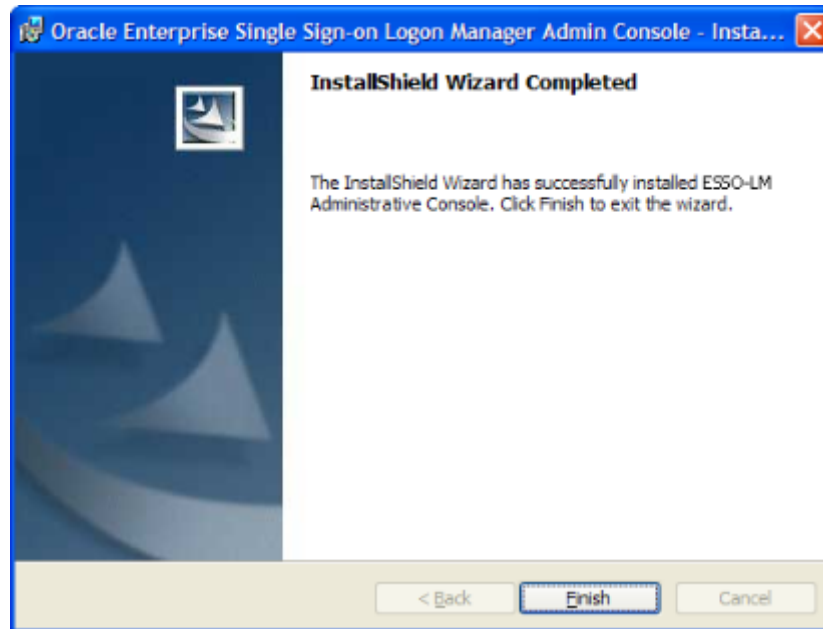 Oracle Enterprise Single Sign-on Logon Manager Admin Console - Insta...
InstallShield Wizard Completed
The InstallShield Wizard has successfully installed ESSO-LM
Administrative Console. Click Finish to exit the wizard.
< Back Finish Cancel